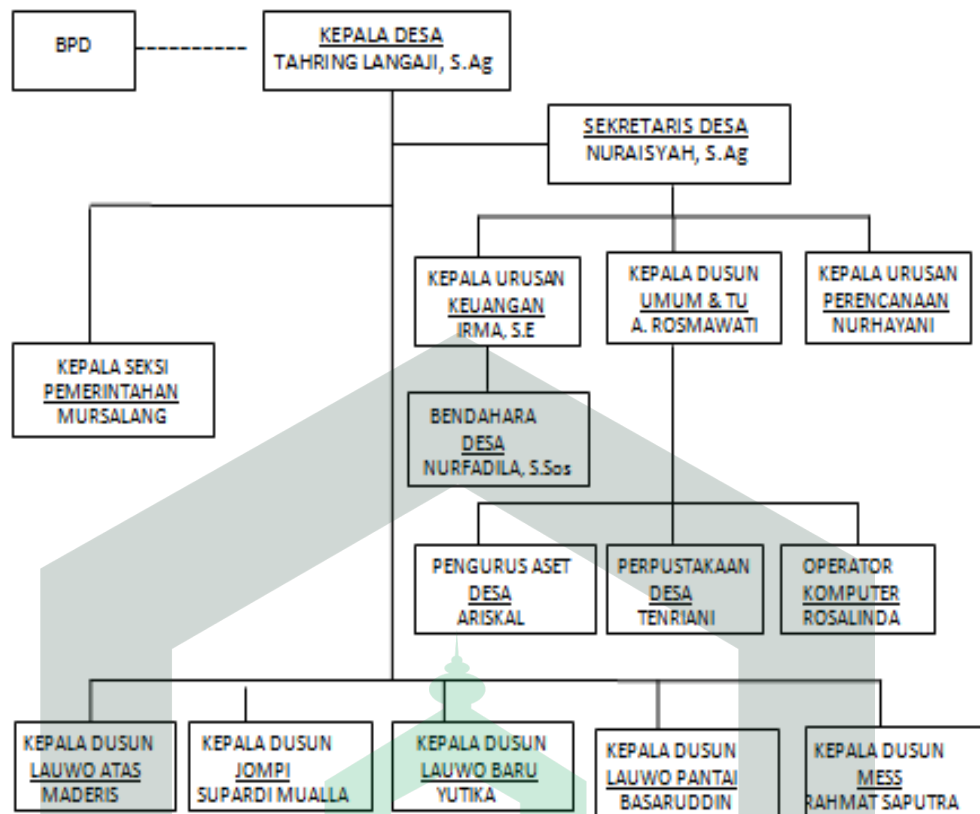 BPD
KEPALA DESA
TAHRING LANGAJI, S.Ag
SEKRETARIS DESA
NURAISYAH, S.Ag
KEPALA URUSAN
KEUANGAN
IRMA, S.E
KEPALA DUSUN
UMUM & TU
A. ROSMAWATI
KEPALA URUSAN
PERENCANAAN
NURHAYANI
KEPALA SEKSI
PEMERINTAHAN
MURSALANG
BENDAHARA
DESA
NURFADILA, S.Sos
PENGURUS ASET
DESA
ARISKAL
PERPUSTAKAAN
DESA
TENRIANI
OPERATOR
KOMPUTER
ROSALINDA
KEPALA DUSUN
LAUWO ATAS
MADERIS
KEPALA DUSUN
JOMPI
SUPARDI MUALLA
KEPALA DUSUN
LAUWO BARU
YUTIKA
KEPALA DUSUN
LAUWO PANTAI
BASARUDDIN
KEPALA DUSUN
MESS
RAHMAT SAPUTRA